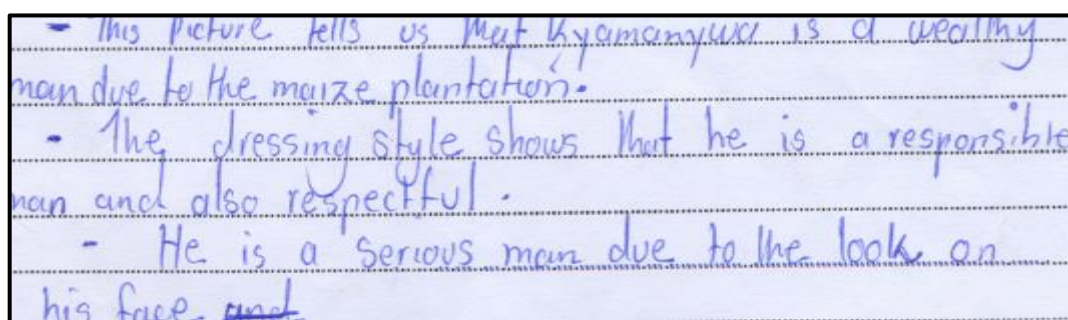 - This Picture tells us that Kyamanywa is a wealthy
man due to the maize plantation.
- The dressing style shows that he is a responsible
man and also respectful.
- He is a serious man due to the look on
his face and